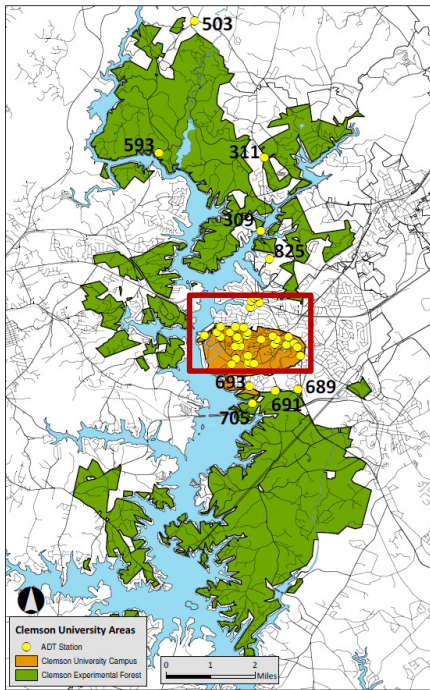 503
593
311
309
825
693
689
691
705
Clemson University Areas
ADT Station
Clemson University Campus
Clemson Experimental Forest
0 1 2
Miles